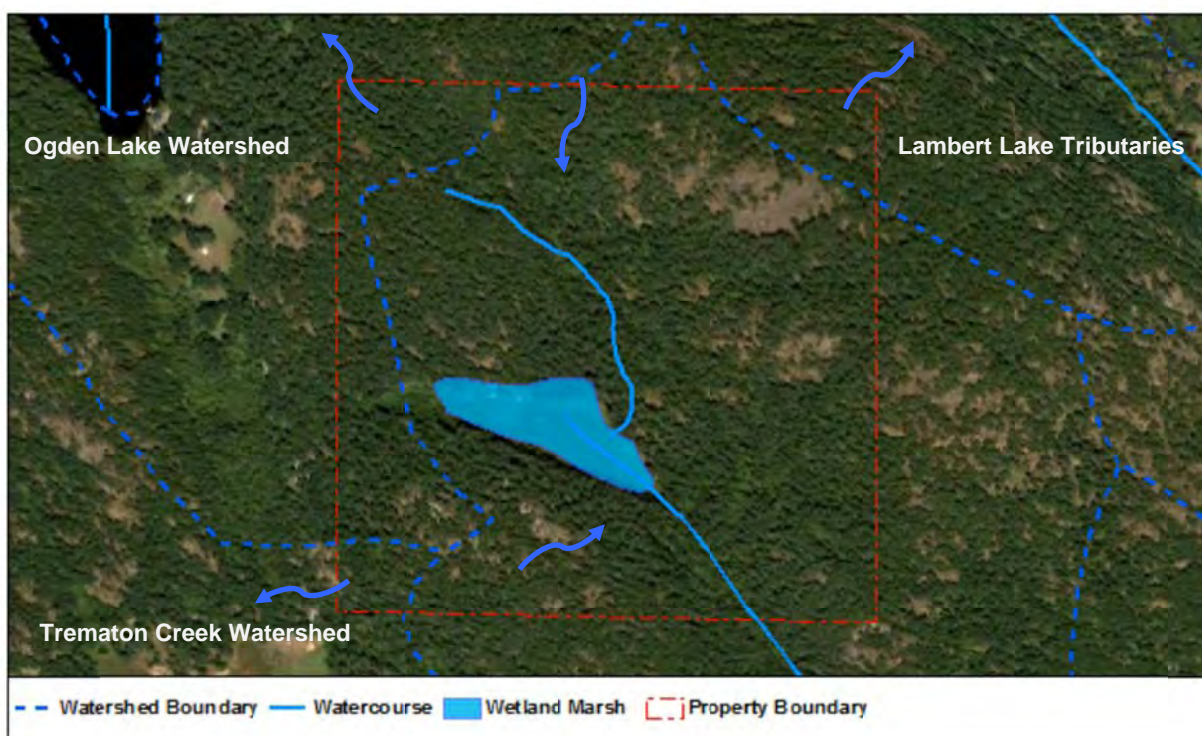 Ogden Lake Watershed
Lambert Lake Tributaries
Trematon Creek Watershed
Watershed Boundary
Watercourse
Wetland Marsh
Property Boundary